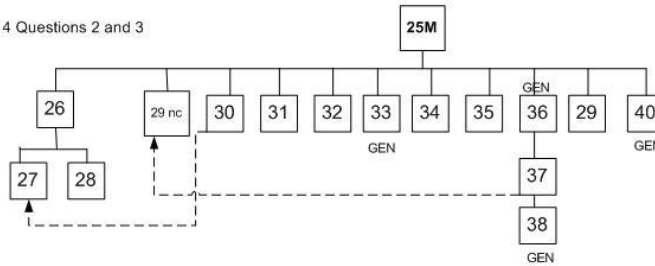 4 Questions 2 and 3
25M
GEN
26 29 nc 30 31 32 33 34 35 36 29 40
GEN GEN
27 28 37
38
GEN